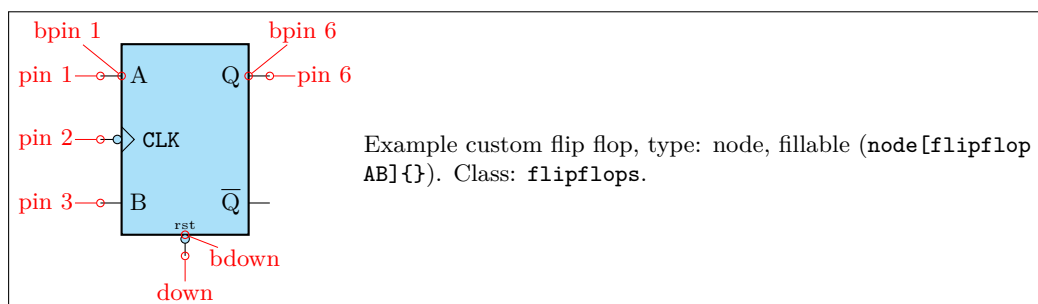 bpin 1
bpin 6
pin 1
A
Q
pin 6
pin 2
CLK
Example custom flip flop, type: node, fillable (node[flipflop
AB]{}). Class: flipflops.
pin 3
B
Q̅
rst
bdown
down